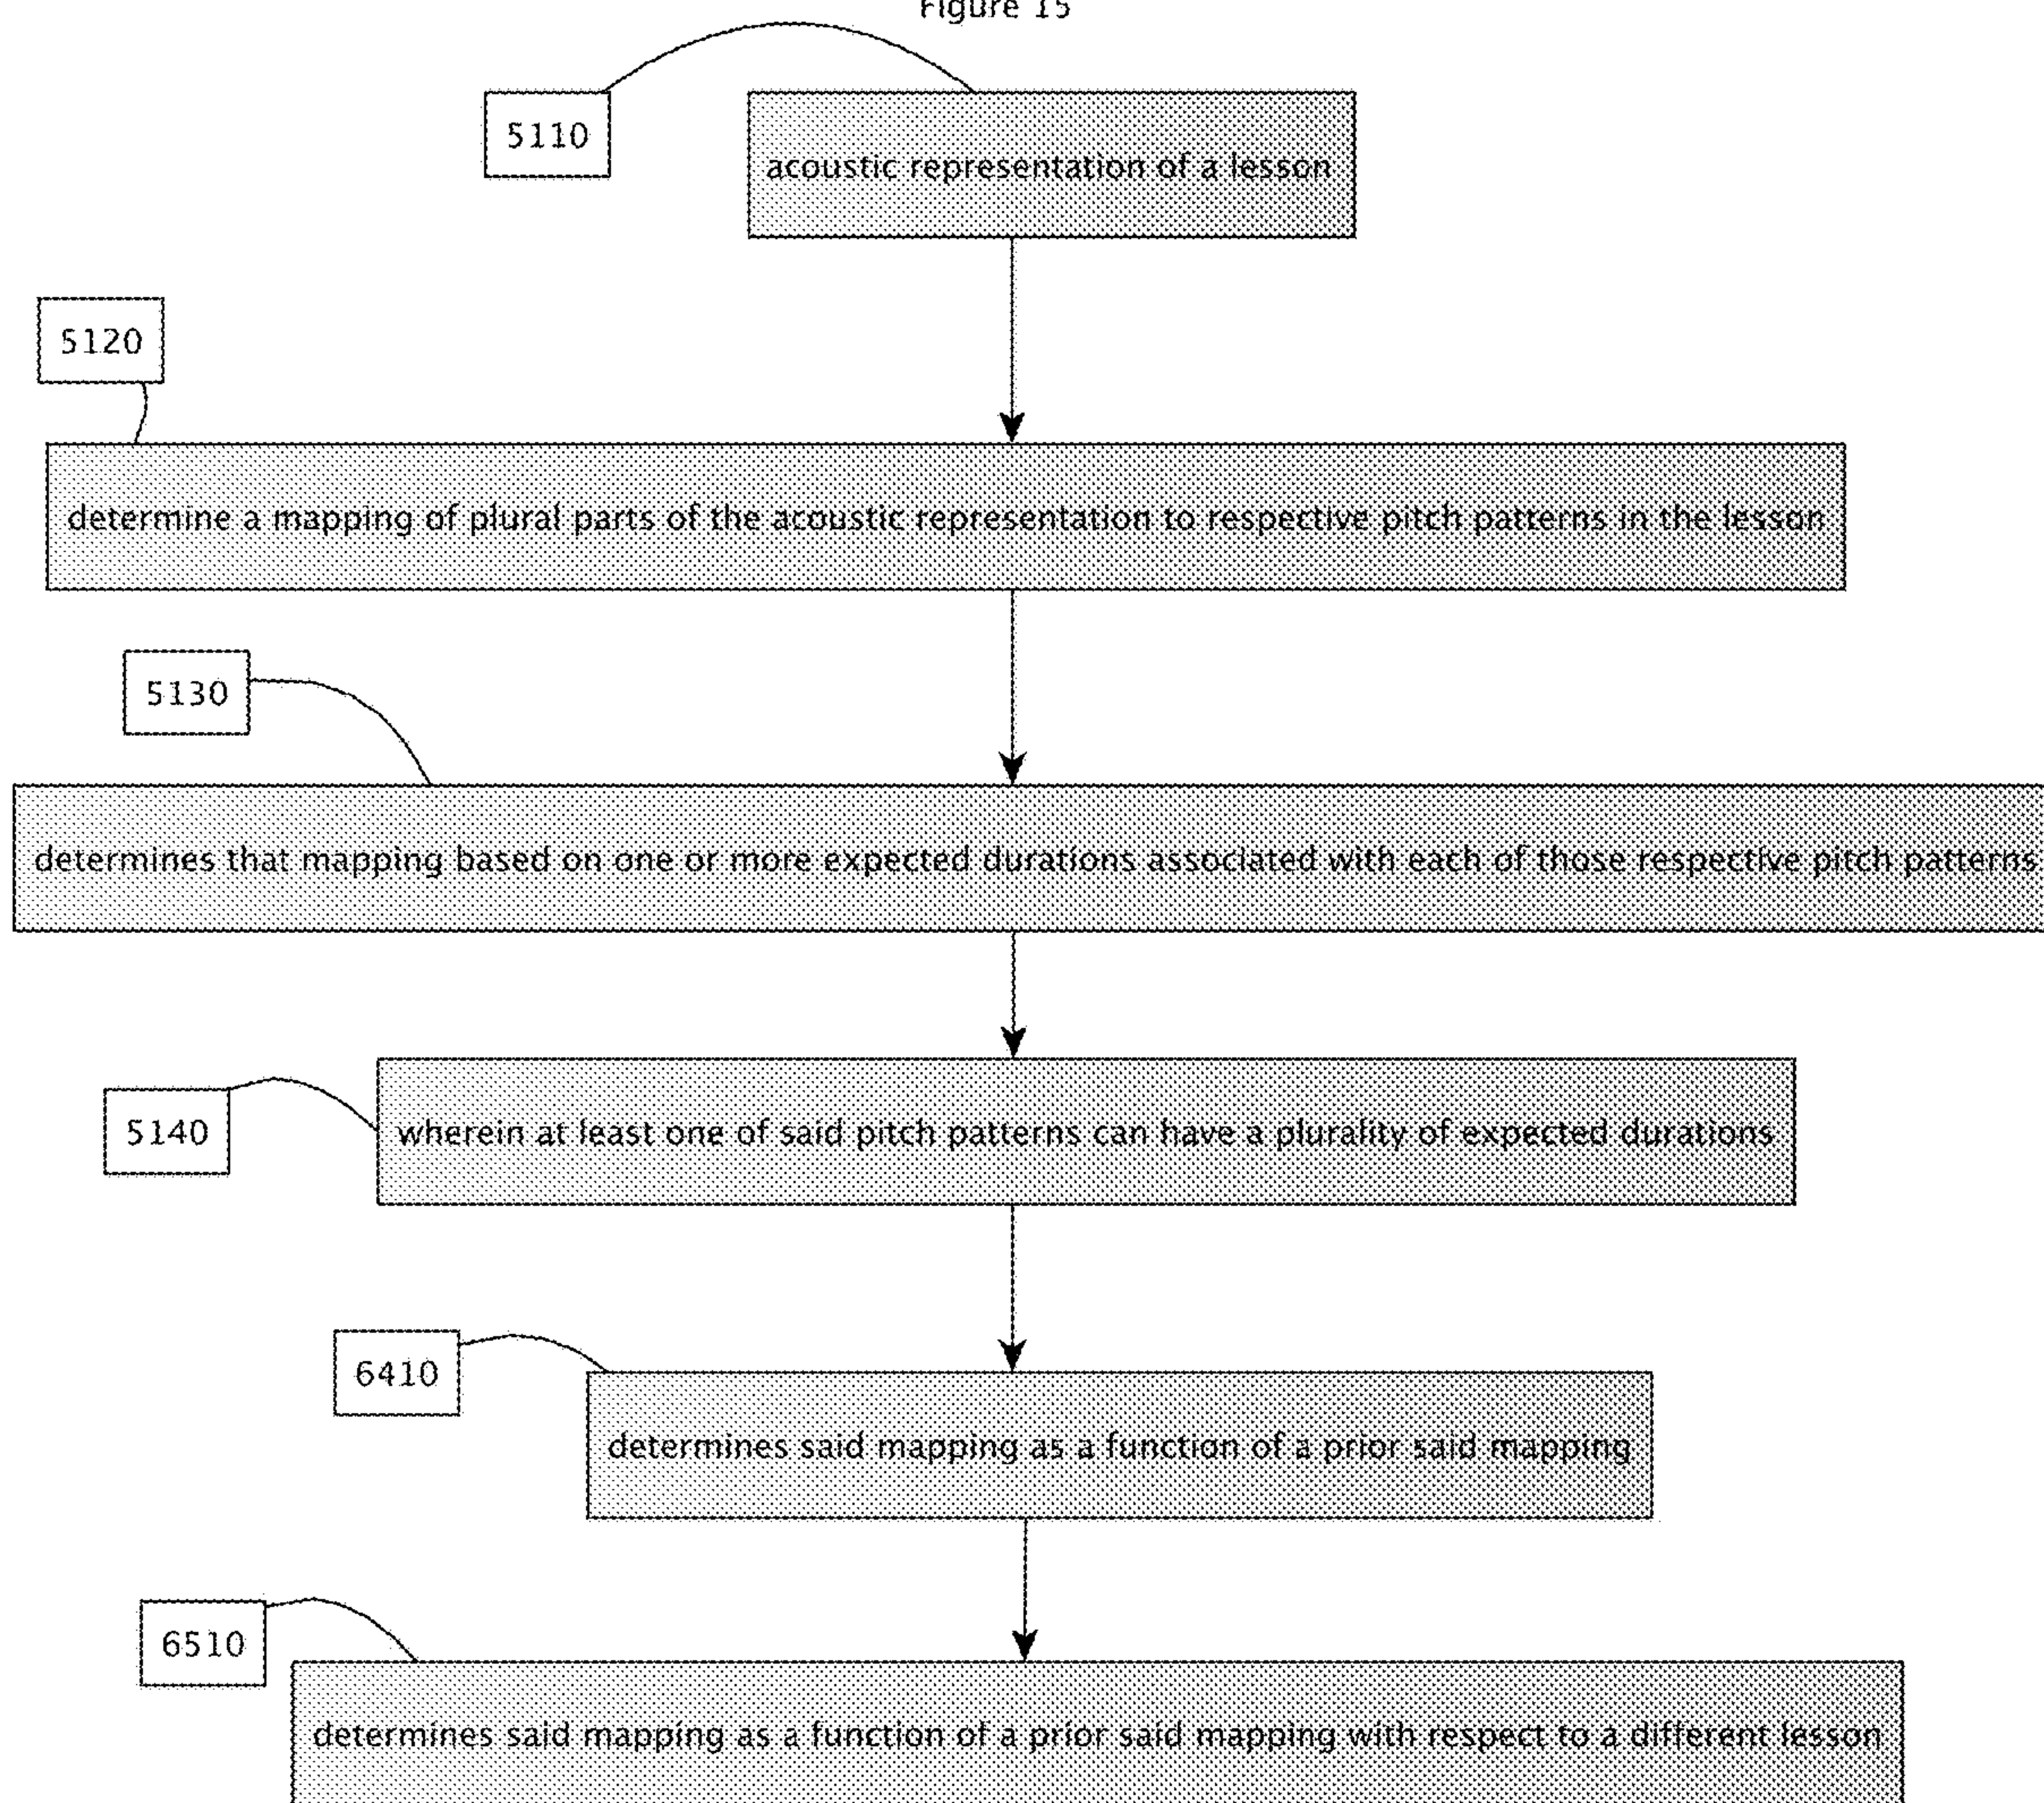 Figure 15
5110
acoustic representation of a lesson
5120
determine a mapping of plural parts of the acoustic representation to respective pitch patterns in the lesson
5130
determines that mapping based on one or more expected durations associated with each of those respective pitch patterns
5140
wherein at least one of said pitch patterns can have a plurality of expected durations
6410
determines said mapping as a function of a prior said mapping
6510
determines said mapping as a function of a prior said mapping with respect to a different lesson